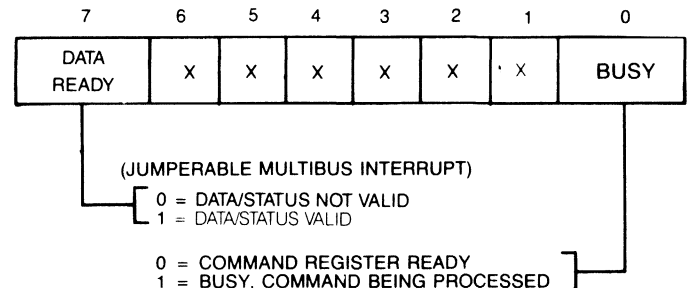 7 6 5 4 3 2 1 0
DATA READY X X X X X X BUSY
(JUMPERABLE MULTIBUS INTERRUPT)
0 = DATA/STATUS NOT VALID
1 = DATA/STATUS VALID
0 = COMMAND REGISTER READY
1 = BUSY, COMMAND BEING PROCESSED